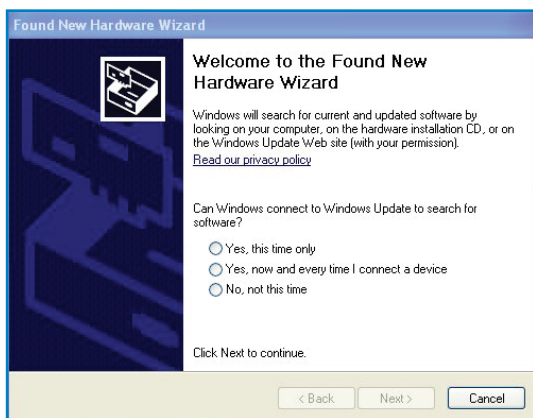 Found New Hardware Wizard
Welcome to the Found New
Hardware Wizard
Windows will search for current and updated software by
looking on your computer, on the hardware installation CD, or on
the Windows Update Web site (with your permission).
Read our privacy policy
Can Windows connect to Windows Update to search for
software?
Yes, this time only
Yes, now and every time I connect a device
No, not this time
Click Next to continue.
< Back
Next >
Cancel